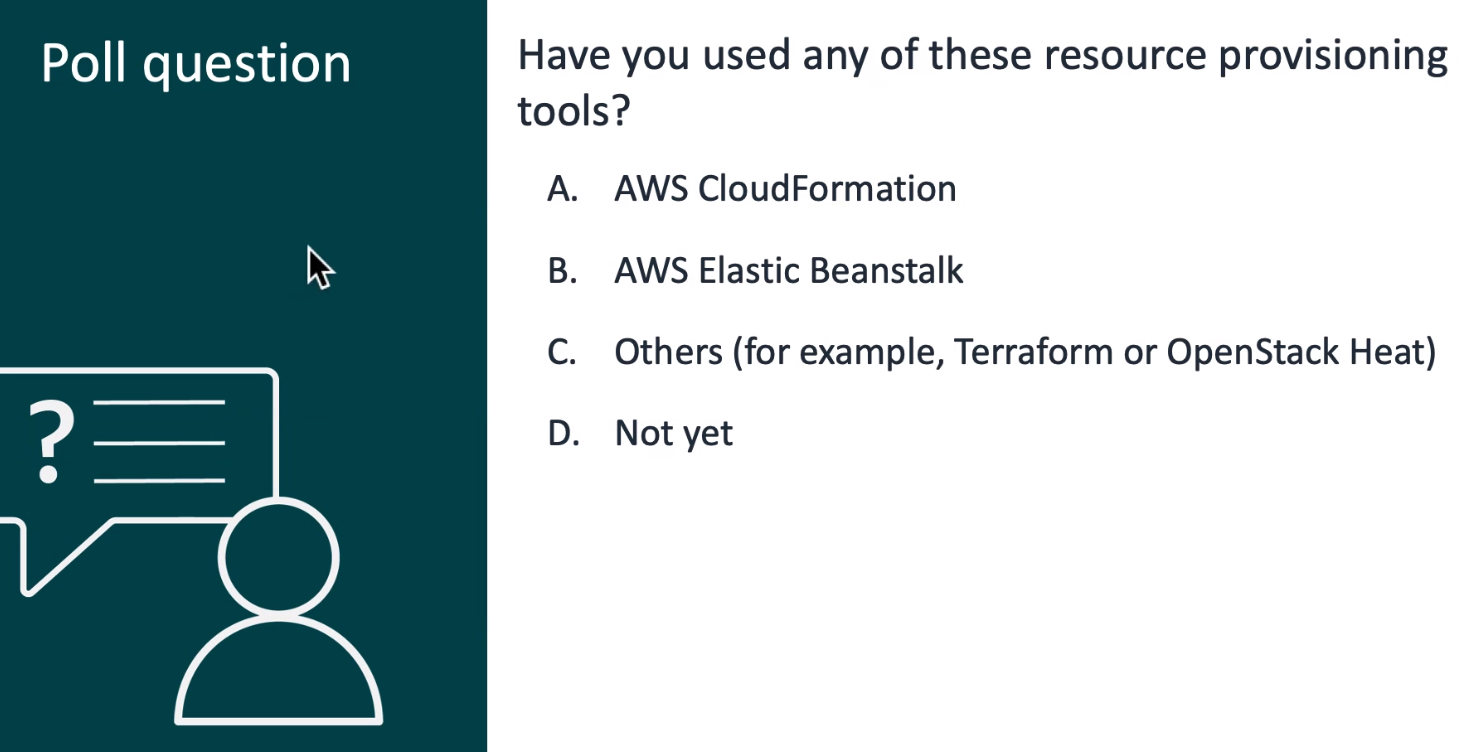 Poll question
Have you used any of these resource provisioning
tools?
A. AWS CloudFormation
B. AWS Elastic Beanstalk
C. Others (for example, Terraform or OpenStack Heat)
D. Not yet
?